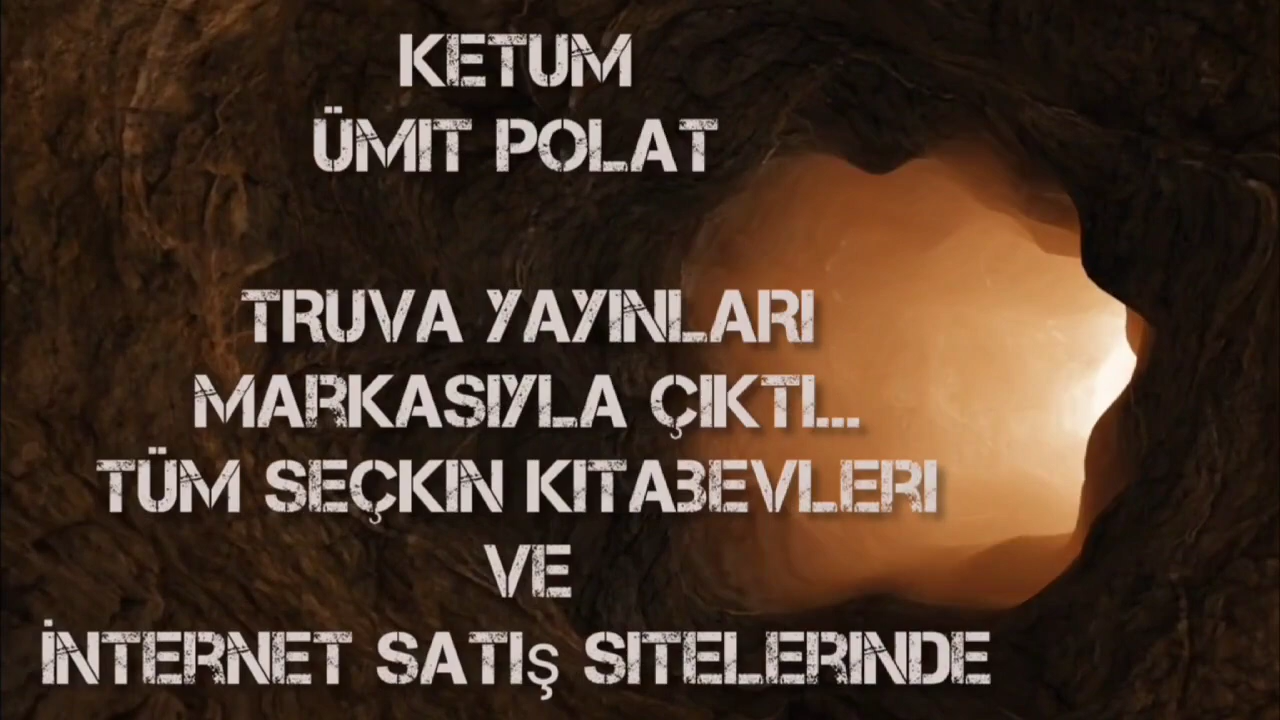 KETUM
ÜMIT POLAT
TRUVA YAYINLARI
MARKASIYLA ÇIKTI...
TÜM SEÇKIN KITABEVLERI
VE
İNTERNET SATIŞ SITELERINDE